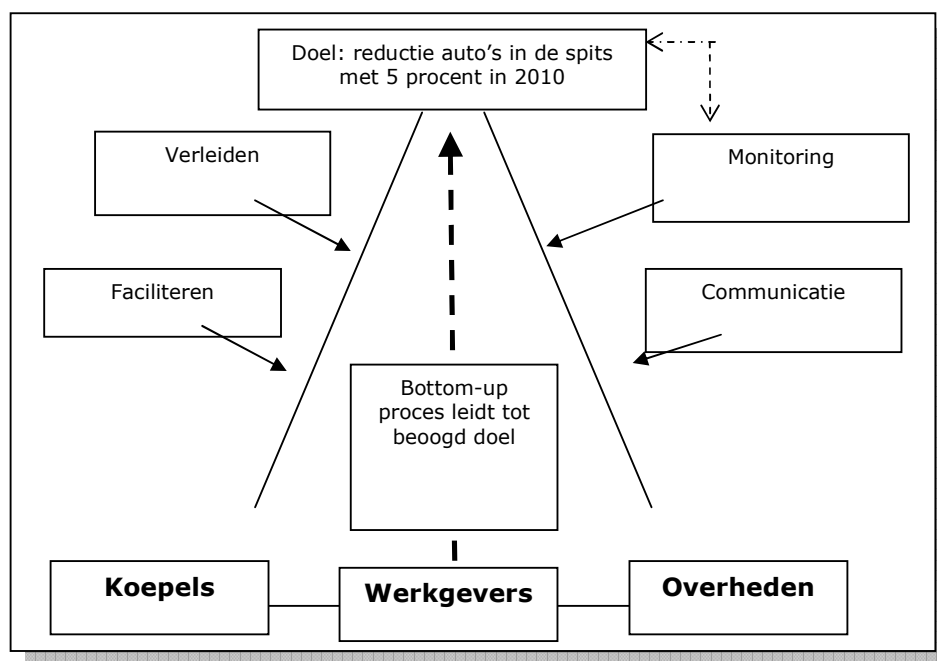 Doel: reductie auto's in de spits
met 5 procent in 2010
Verleiden
Monitoring
Faciliteren
Communicatie
Bottom-up
proces leidt tot
beoogd doel
Koepels
Werkgevers
Overheden